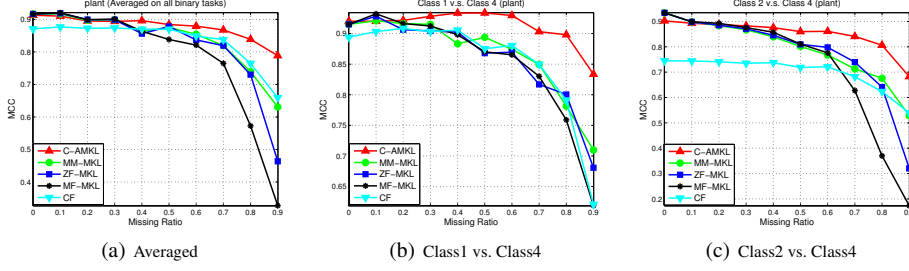 plant (Averaged on all binary tasks)
0.9
0.8
0.7
0.6
0.5
0.4
MCC
C-AMKL
MM-MKL
ZF-MKL
MF-MKL
CF
0 0.1 0.2 0.3 0.4 0.5 0.6 0.7 0.8 0.9
Missing Ratio
(a) Averaged
Class 1 v.s. Class 4 (plant)
0.9
0.85
0.8
0.75
0.7
0.65
MCC
C-AMKL
MM-MKL
ZF-MKL
MF-MKL
CF
0 0.1 0.2 0.3 0.4 0.5 0.6 0.7 0.8 0.9
Missing Ratio
(b) Class1 vs. Class4
Class 2 v.s. Class 4 (plant)
0.9
0.8
0.7
0.6
0.5
0.4
0.3
0.2
MCC
C-AMKL
MM-MKL
ZF-MKL
MF-MKL
CF
0 0.1 0.2 0.3 0.4 0.5 0.6 0.7 0.8 0.9
Missing Ratio
(c) Class2 vs. Class4